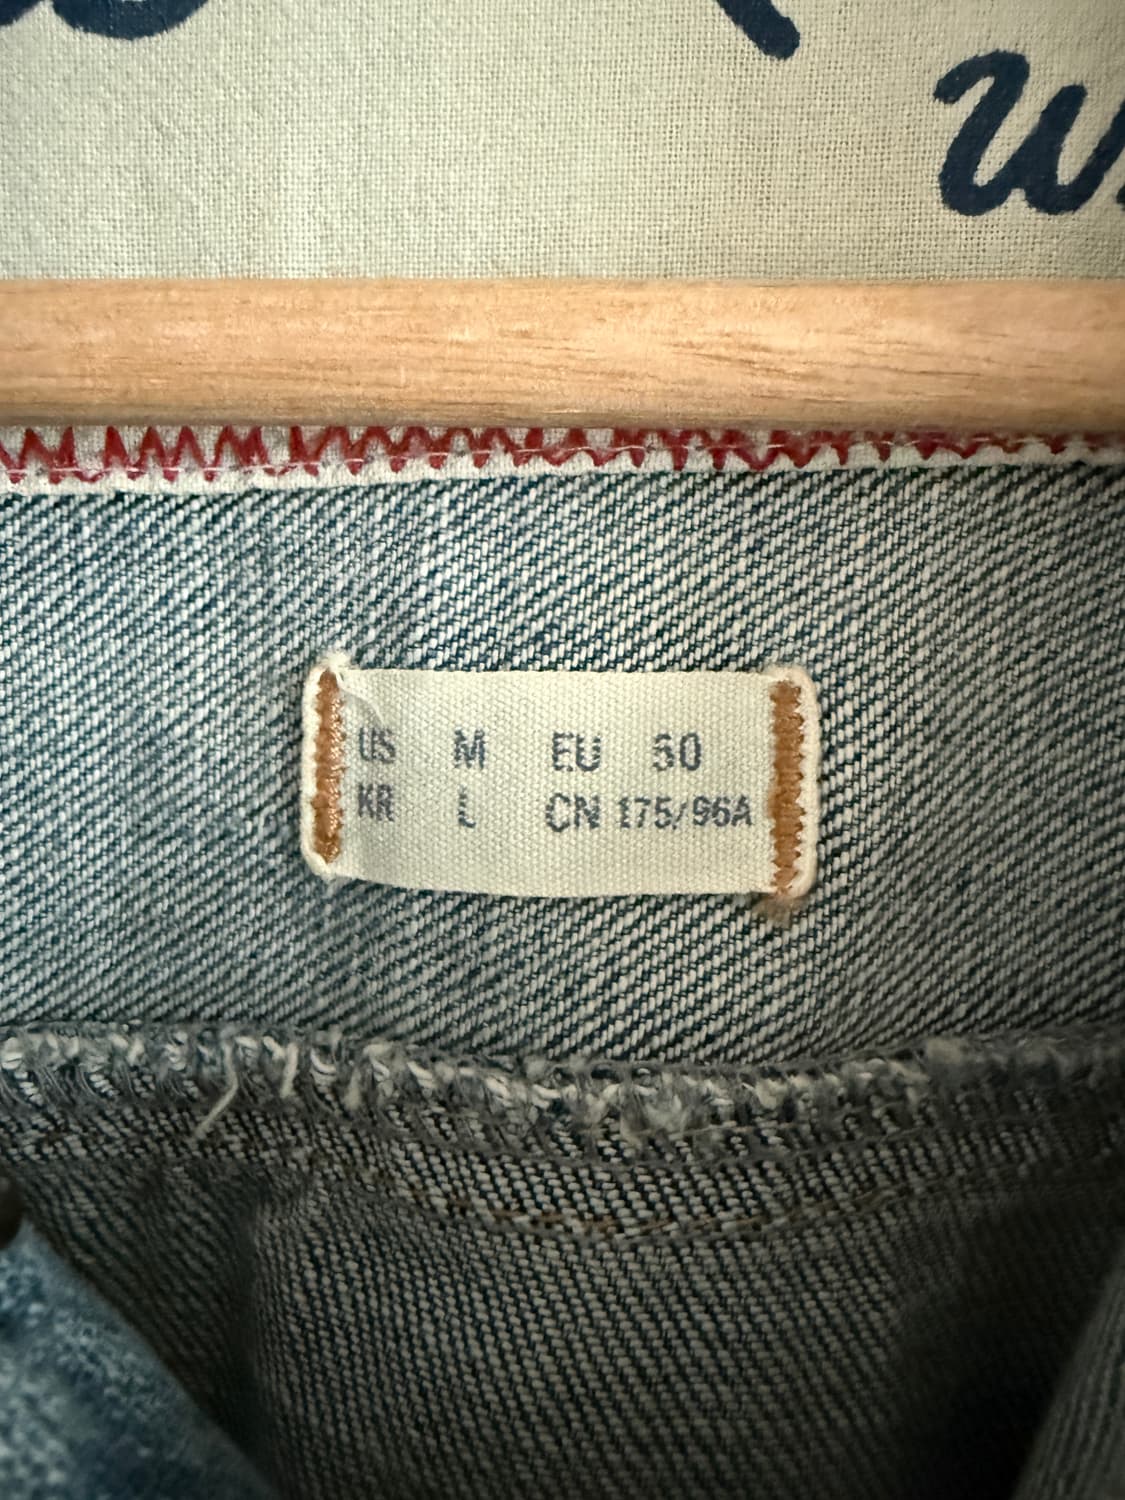 US M EU 50
KR L CN 175/96A